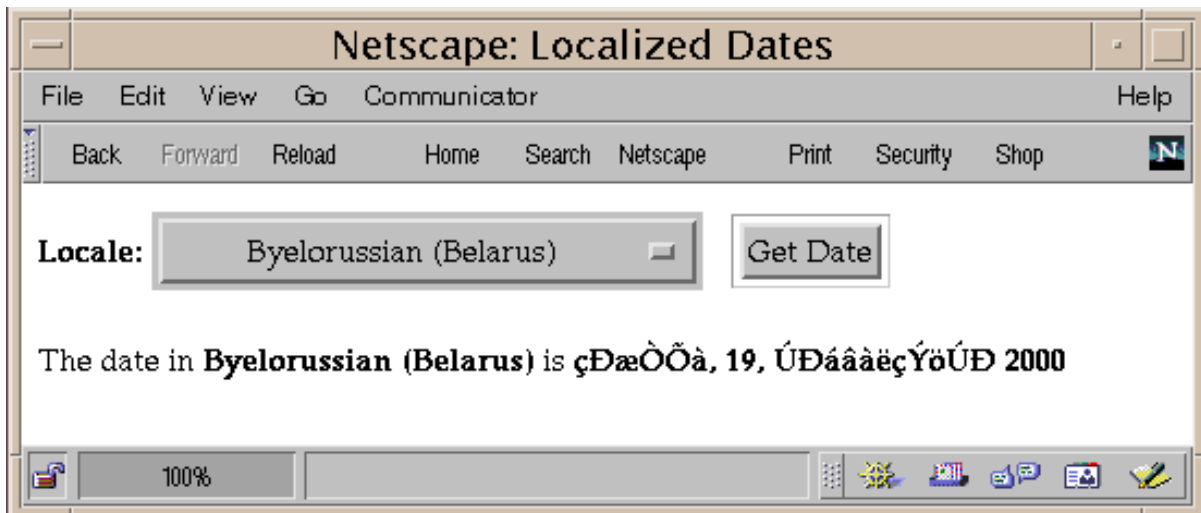 Netscape: Localized Dates
File Edit View Go Communicator Help
Back Forward Reload Home Search Netscape Print Security Shop N
Locale: Byelorussian (Belarus) Get Date
The date in Byelorussian (Belarus) is çÐæÒÕà, 19, ÚÐáâàëçÝöÚÐ 2000
100%